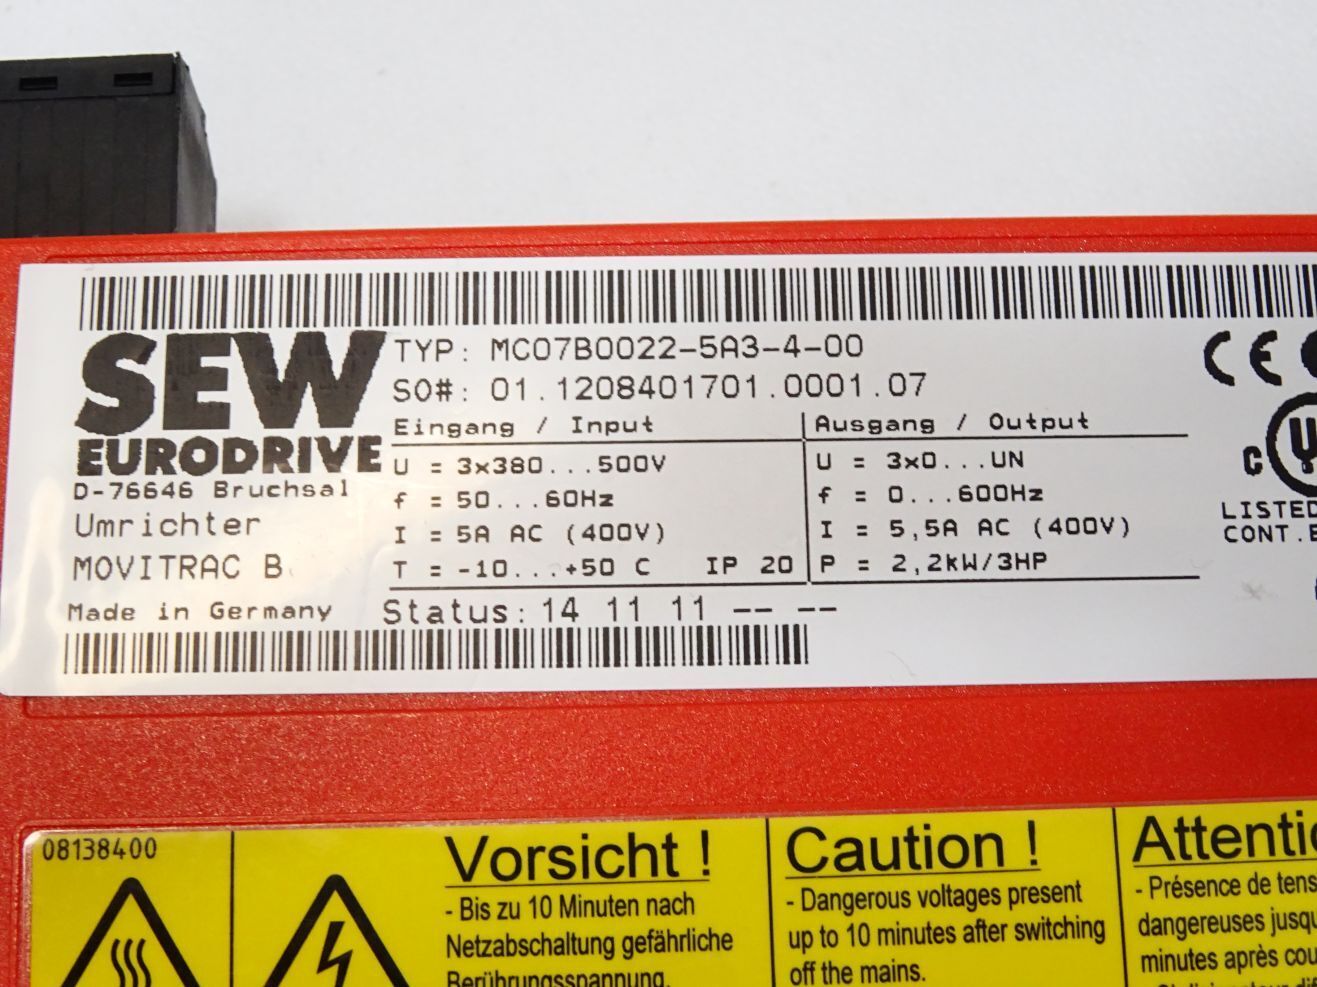 SEW
EURODRIVE
D-76646 Bruchsal
Umrichter
MOVITRAC B
Made in Germany
TYP: MC07B0022-5A3-4-00
SO#: 01.1208401701.0001.07
Eingang / Input
U = 3x380...500V
f = 50...60Hz
I = 5A AC (400V)
T = -10...+50 C IP 20
Ausgang / Output
U = 3x0...UN
f = 0...600Hz
I = 5,5A AC (400V)
P = 2,2kW/3HP
Status: 14 11 11 -- --
CE
C U
LISTED
CONT.
08138400
Vorsicht !
- Bis zu 10 Minuten nach
Netzabschaltung gefährliche
Berührungsspannung.
Caution !
- Dangerous voltages present
up to 10 minutes after switching
off the mains.
Attenti
- Présence de tens
dangereuses jusqu
minutes après cou